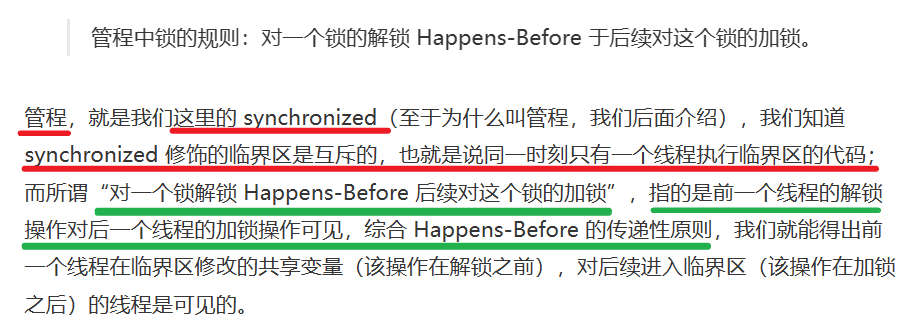 管程中锁的规则：对一个锁的解锁 Happens-Before 于后续对这个锁的加锁。
管程，就是我们这里的 synchronized（至于为什么叫管程，我们后面介绍），我们知道
synchronized 修饰的临界区是互斥的，也就是说同一时刻只有一个线程执行临界区的代码；
而所谓“对一个锁解锁 Happens-Before 后续对这个锁的加锁”，指的是前一个线程的解锁
操作对后一个线程的加锁操作可见，综合 Happens-Before 的传递性原则，我们就能得出前
一个线程在临界区修改的共享变量（该操作在解锁之前），对后续进入临界区（该操作在加锁
之后）的线程是可见的。